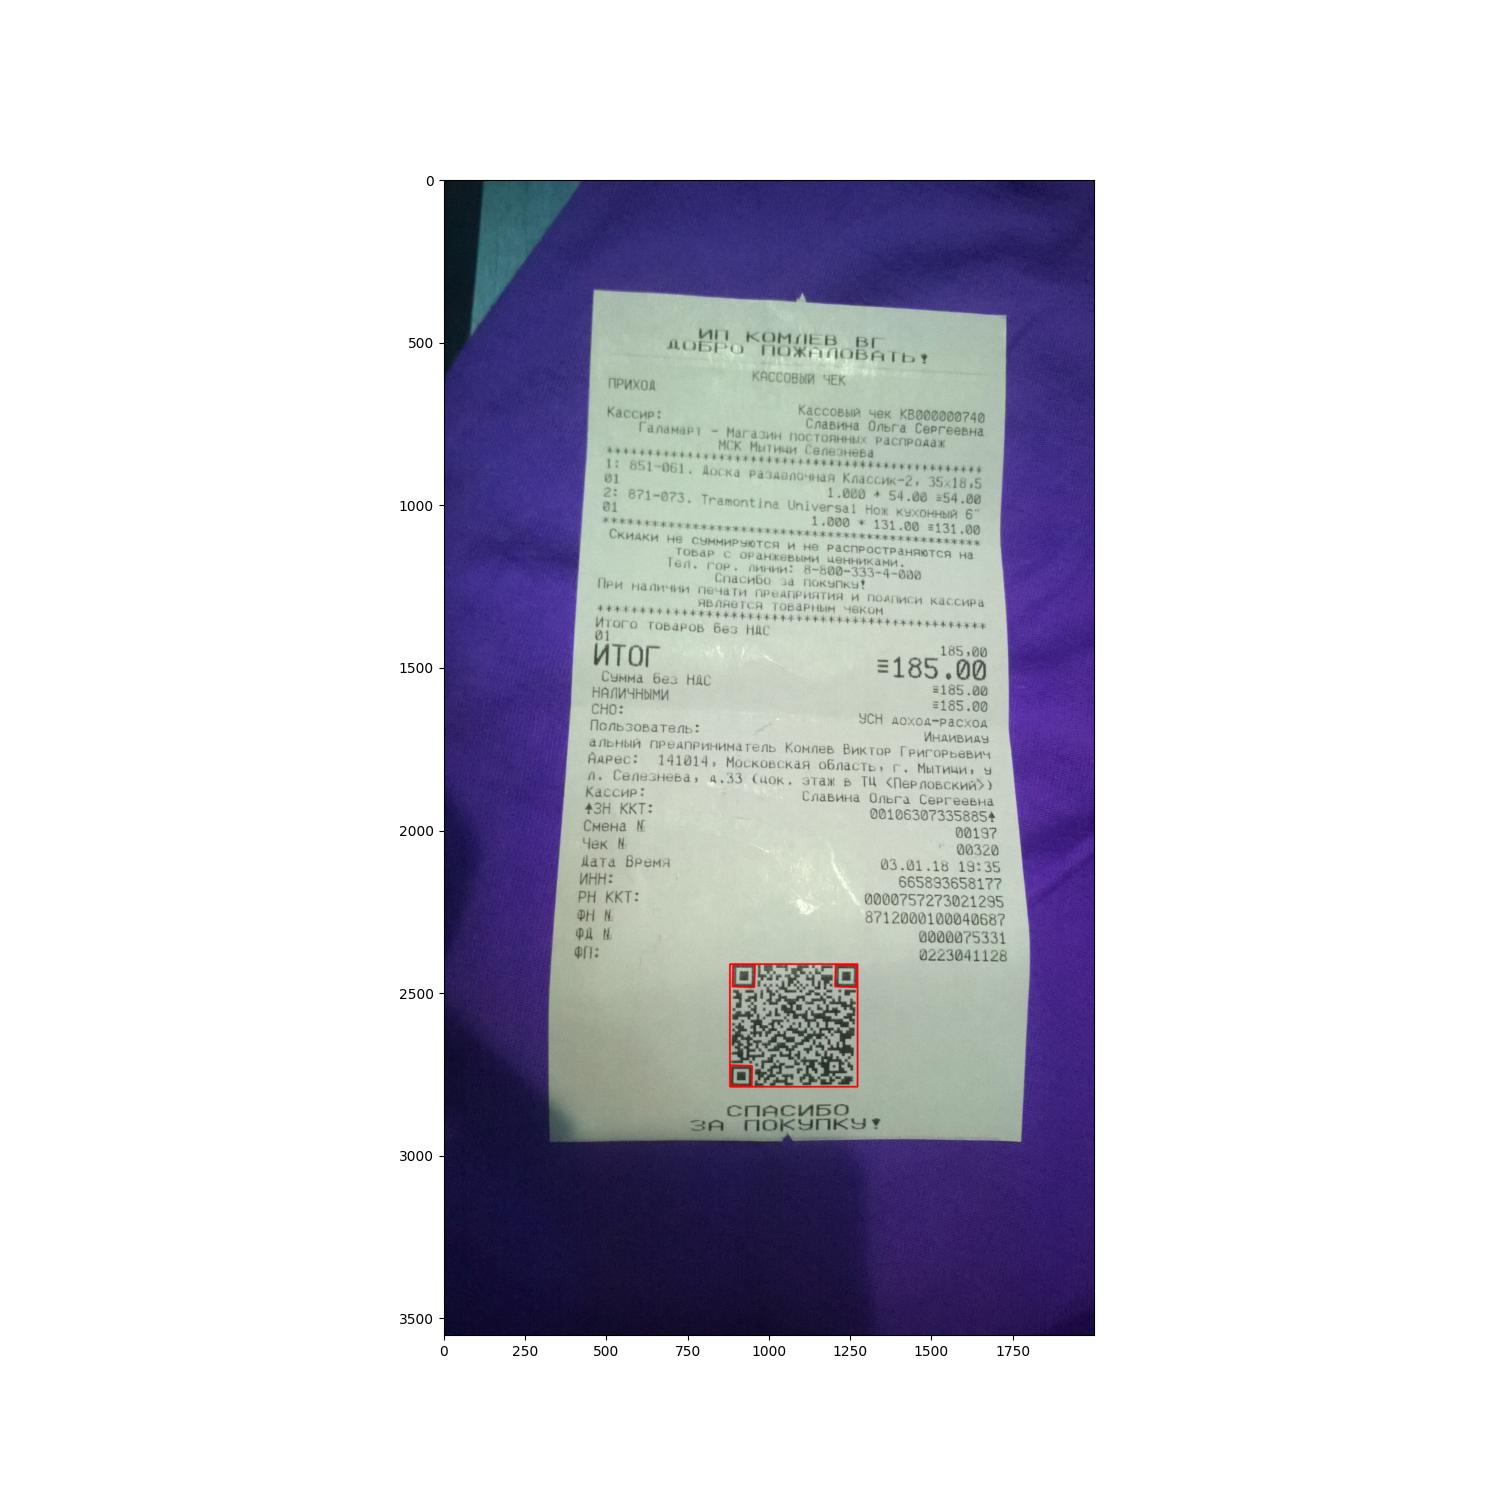 ИП КОМЛЕВ ВГ
ДОБРО ПОЖАЛОВАТЬ!
КАССОВЫЙ ЧЕК
ПРИХОД
Кассовый чек КВ000000740
Кассир: Славина Ольга Сергеевна
Галамарт - Магазин постоянных распродаж
МСК Мытищи Селезнева
*********************************************
1: 851-061. Доска разделочная Классик-2, 35x18,5
01 1.000 * 54.00 ≡54.00
2: 871-073. Tramontina Universal Нож кухонный 6"
01 1.000 * 131.00 ≡131.00
*********************************************
Скидки не суммируются и не распространяются на
товар с оранжевыми ценниками.
Тел. гор. линии: 8-800-333-4-000
Спасибо за покупку!
При наличии печати предприятия и подписи кассира
является товарным чеком
*********************************************
Итого товаров без НДС
01 185,00
ИТОГ ≡185.00
Сумма без НДС ≡185.00
НАЛИЧНЫМИ ≡185.00
СНО: УСН доход-расход
Пользователь: Индивиду
альный предприниматель Комлев Виктор Григорьевич
Адрес: 141014, Московская область, г. Мытищи, у
л. Селезнева, д.33 (цок. этаж в ТЦ <Перловский>)
Кассир: Славина Ольга Сергеевна
↑ЗН ККТ: 00106307335885↑
Смена № 00197
Чек № 00320
Дата Время 03.01.18 19:35
ИНН: 665893658177
РН ККТ: 0000757273021295
ФН № 8712000100040687
ФД № 0000075331
ФП: 0223041128
СПАСИБО
ЗА ПОКУПКУ!
0
500
1000
1500
2000
2500
3000
3500
0 250 500 750 1000 1250 1500 1750